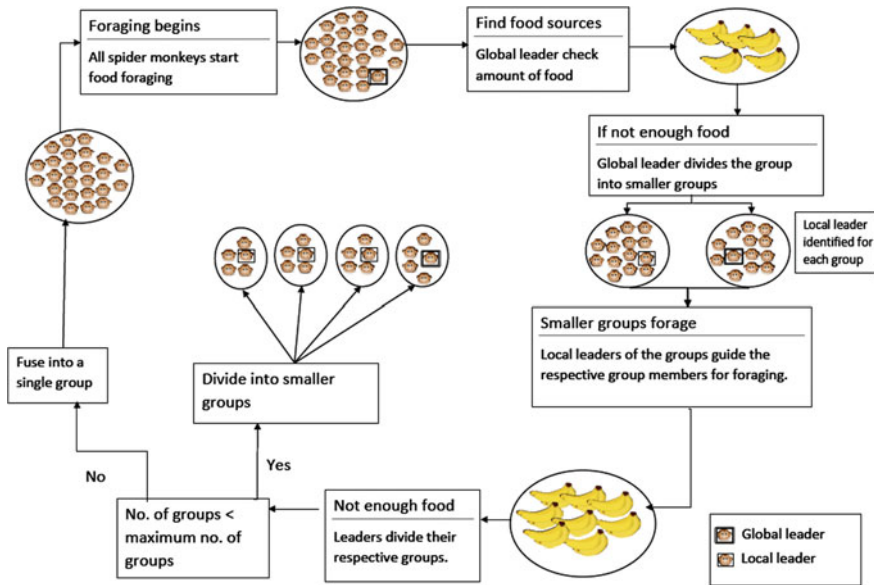 Foraging begins
All spider monkeys start
food foraging
Find food sources
Global leader check
amount of food
If not enough food
Global leader divides the group
into smaller groups
Local leader
identified for
each group
Smaller groups forage
Local leaders of the groups guide the
respective group members for foraging.
Fuse into a
single group
Divide into smaller
groups
No
Yes
No. of groups <
maximum no. of
groups
Not enough food
Leaders divide their
respective groups.
Global leader
Local leader